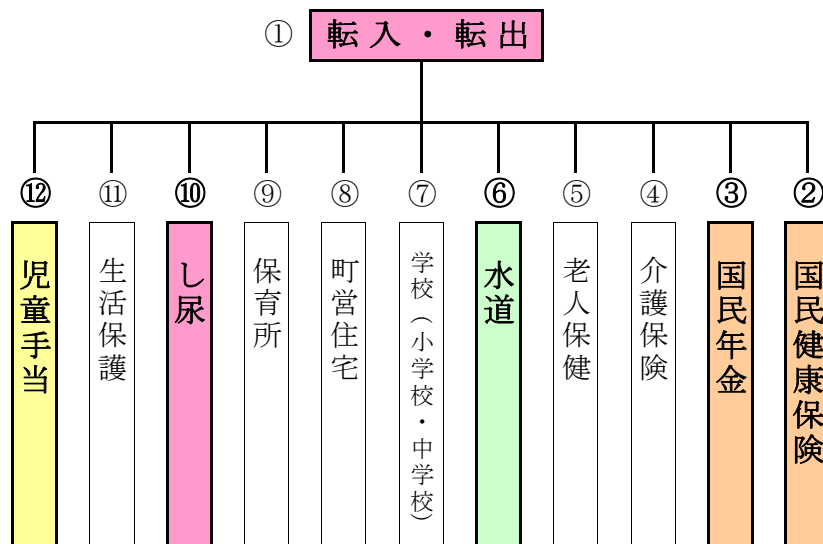 ① 転入・転出
② 国民健康保険
③ 国民年金
④ 介護保険
⑤ 老人保健
⑥ 水道
⑦ 学校（小学校・中学校）
⑧ 町営住宅
⑨ 保育所
⑩ し尿
⑪ 生活保護
⑫ 児童手当